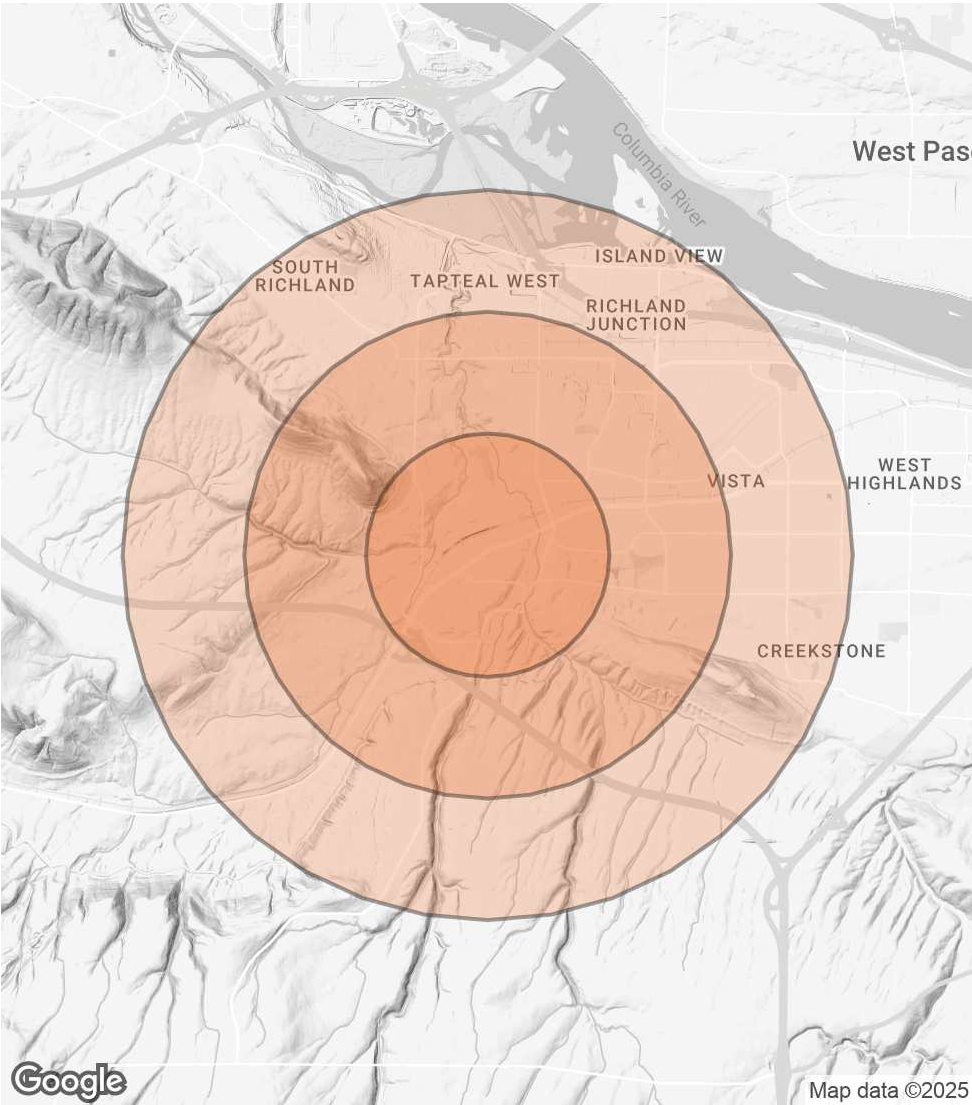 Columbia River
West Pas
ISLAND VIEW
SOUTH
RICHLAND
TAPTEAL WEST
RICHLAND
JUNCTION
WEST
HIGHLANDS
VISTA
CREEKSTONE
Google
Map data ©2025